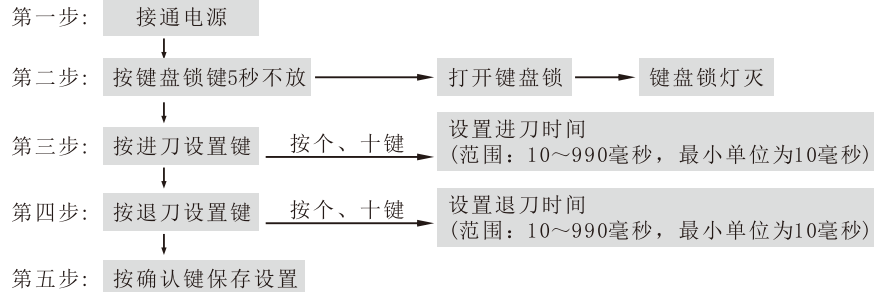 第一步: 接通电源
第二步: 按键盘锁键5秒不放 打开键盘锁 键盘锁灯灭
第三步: 按进刀设置键 按个、十键 设置进刀时间
(范围：10～990毫秒，最小单位为10毫秒)
第四步: 按退刀设置键 按个、十键 设置退刀时间
(范围：10～990毫秒，最小单位为10毫秒)
第五步: 按确认键保存设置